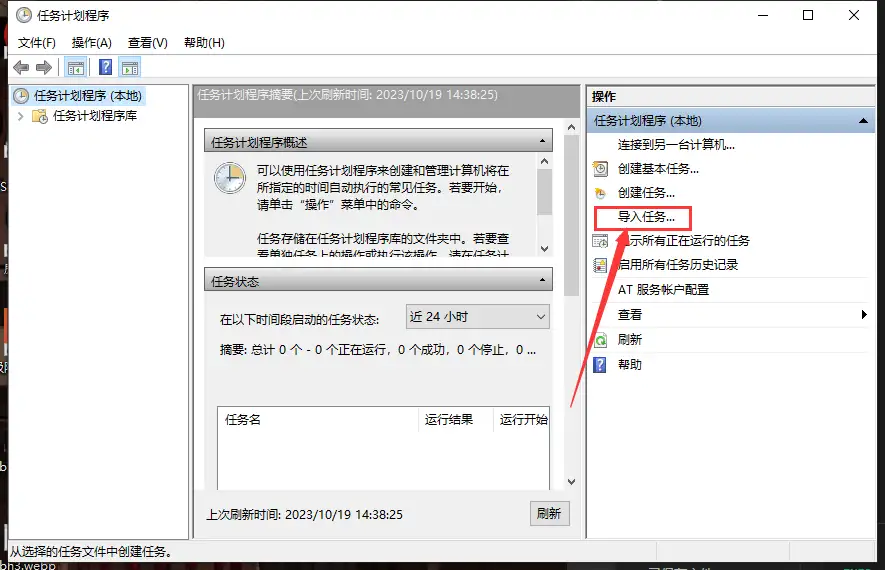 任务计划程序
文件(F) 操作(A) 查看(V) 帮助(H)
任务计划程序 (本地)
任务计划程序库
任务计划程序摘要(上次刷新时间: 2023/10/19 14:38:25)
任务计划程序概述
可以使用任务计划程序来创建和管理计算机将在
所指定的时间自动执行的常见任务。若要开始，
请单击“操作”菜单中的命令。
任务存储在任务计划程序库的文件夹中。若要查
看单独任务上的操作或执行该操作，请在任务计
任务状态
在以下时间段启动的任务状态:
近 24 小时
摘要: 总计 0 个 - 0 个正在运行，0 个成功，0 个停止，0 ...
任务名 运行结果 运行开始
上次刷新时间: 2023/10/19 14:38:25
刷新
操作
任务计划程序 (本地)
连接到另一台计算机...
创建基本任务...
创建任务...
导入任务...
示所有正在运行的任务
启用所有任务历史记录
AT 服务帐户配置
查看
刷新
帮助
从选择的任务文件中创建任务。
bh3.webp